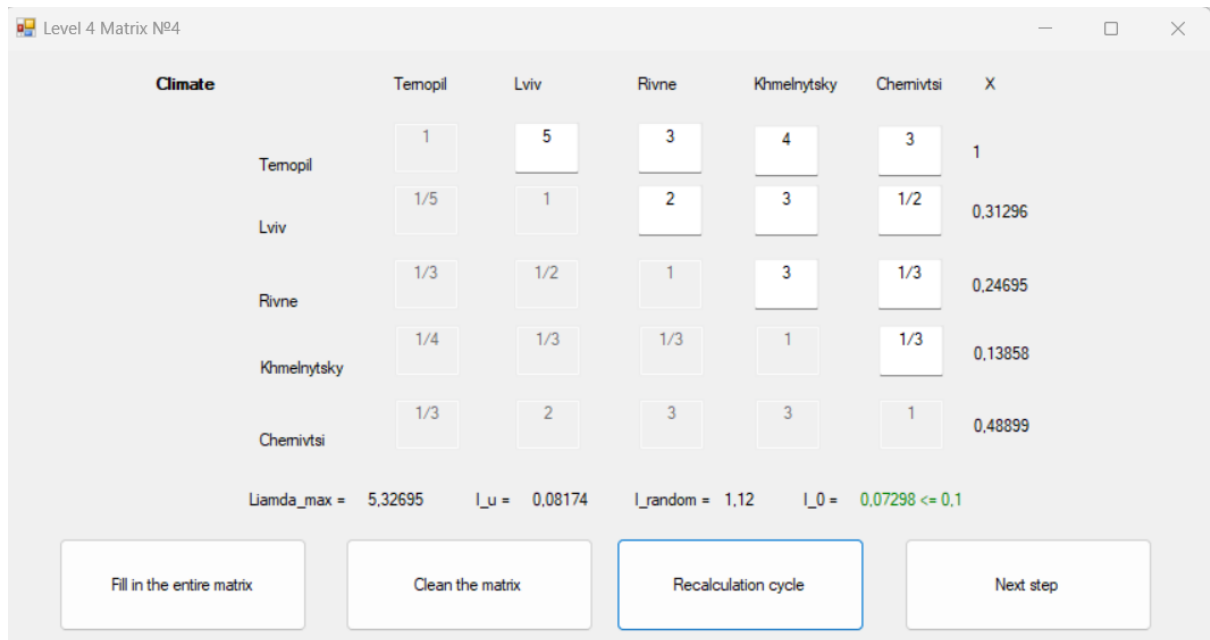 Level 4 Matrix №4
Climate Ternopil Lviv Rivne Khmelnytsky Chernivtsi X
Ternopil 1 5 3 4 3 1
Lviv 1/5 1 2 3 1/2 0,31296
Rivne 1/3 1/2 1 3 1/3 0,24695
Khmelnytsky 1/4 1/3 1/3 1 1/3 0,13858
Chernivtsi 1/3 2 3 3 1 0,48899
Liamda_max = 5,32695 I_u = 0,08174 I_random = 1,12 I_0 = 0,07298 <= 0,1
Fill in the entire matrix Clean the matrix Recalculation cycle Next step